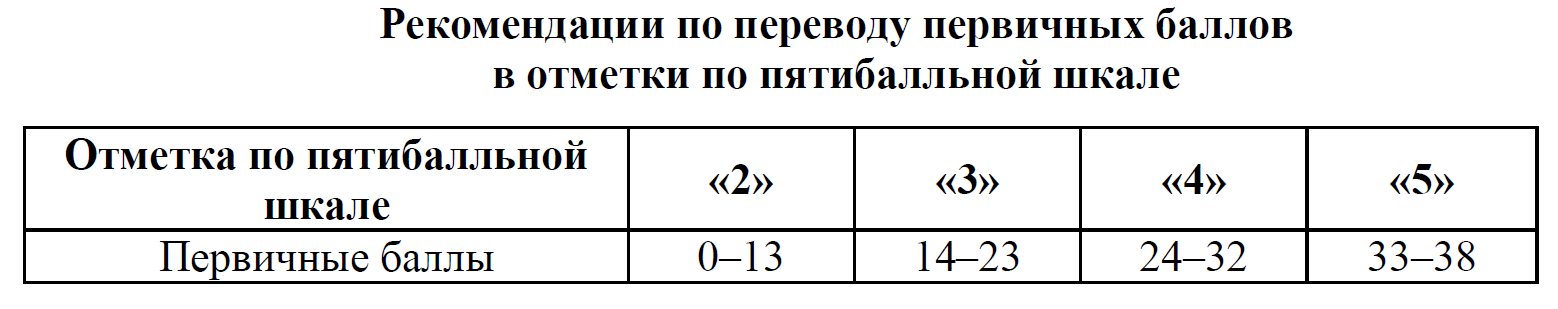 Рекомендации по переводу первичных баллов
в отметки по пятибалльной шкале
Отметка по пятибалльной
шкале
«2»
«3»
«4»
«5»
Первичные баллы
0–13
14–23
24–32
33–38